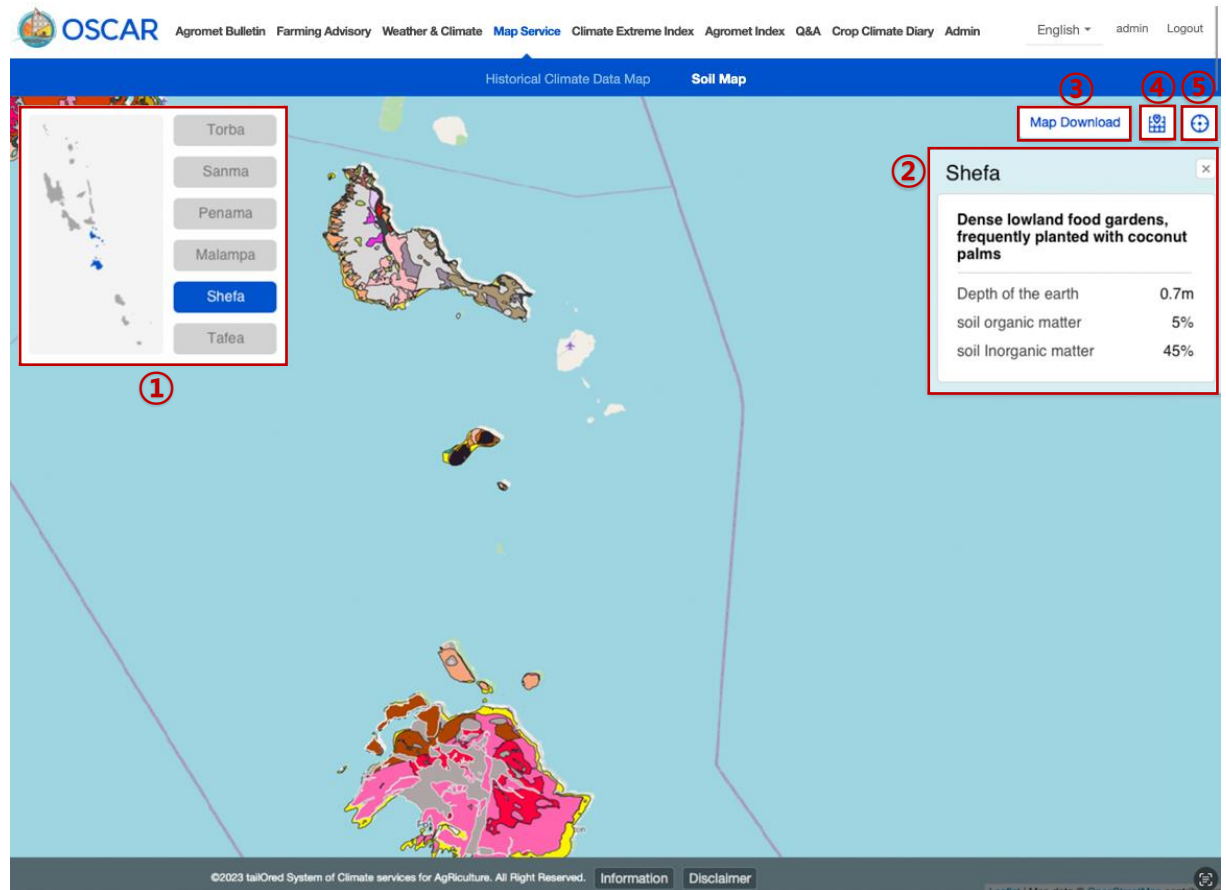 OSCAR
Agromet Bulletin Farming Advisory Weather & Climate Map Service Climate Extreme Index Agromet Index Q&A Crop Climate Diary Admin
English admin Logout
Historical Climate Data Map Soil Map
③ ④ ⑤
Map Download
Torba
Sanma
Penama
Malampa
Shefa
Tafea
①
②
Shefa
×
Dense lowland food gardens,
frequently planted with coconut
palms
Depth of the earth 0.7m
soil organic matter 5%
soil Inorganic matter 45%
©2023 tailOred System of Climate services for AgRiculture. All Right Reserved. Information Disclaimer